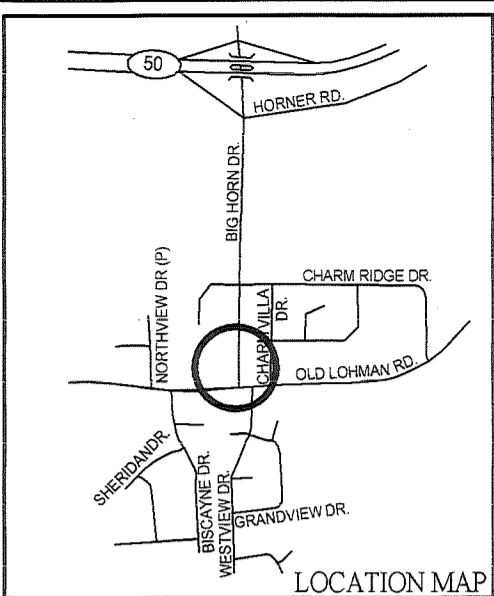 50
HORNER RD.
BIG HORN DR.
NORTHVIEW DR (P)
CHARM RIDGE DR.
CHARM VILLA
DR.
OLD LOHMAN RD.
SHERIDAN DR.
BISCAYNE DR.
WESTVIEW DR.
GRANDVIEW DR.
LOCATION MAP